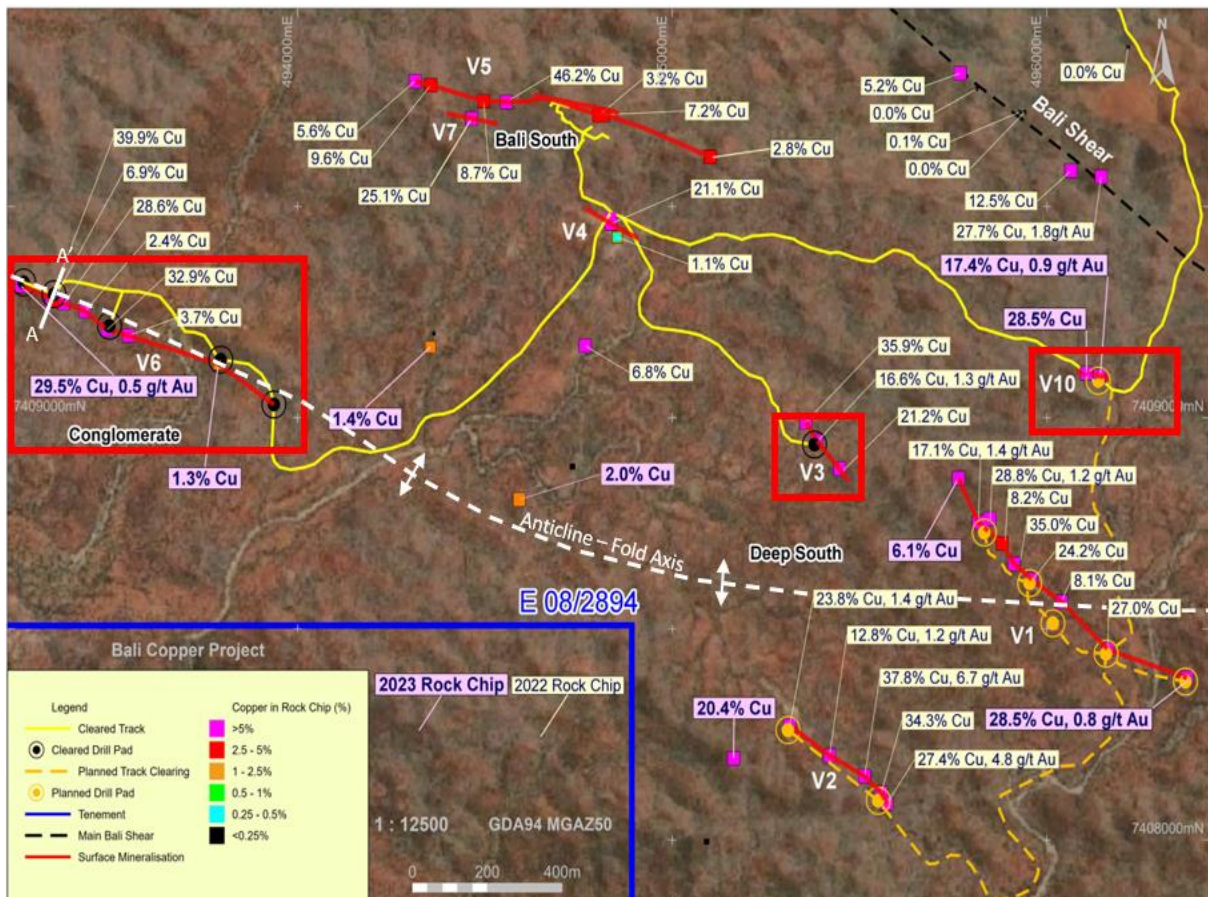 494000mE
496000mE
N
V5
46.2% Cu
3.2% Cu
5.2% Cu
0.0% Cu
0.0% Cu
7.2% Cu
5.6% Cu
V7
Bali South
0.1% Cu
Bali Shear
39.9% Cu
9.6% Cu
2.8% Cu
0.0% Cu
6.9% Cu
25.1% Cu
8.7% Cu
21.1% Cu
12.5% Cu
28.6% Cu
V4
27.7% Cu, 1.8g/t Au
2.4% Cu
1.1% Cu
17.4% Cu, 0.9 g/t Au
A'
32.9% Cu
28.5% Cu
3.7% Cu
A
35.9% Cu
V6
6.8% Cu
16.6% Cu, 1.3 g/t Au
V10
29.5% Cu, 0.5 g/t Au
7409000mN
1.4% Cu
21.2% Cu
7409000mN
Conglomerate
V3
17.1% Cu, 1.4 g/t Au
1.3% Cu
2.0% Cu
28.8% Cu, 1.2 g/t Au
8.2% Cu
35.0% Cu
Anticline – Fold Axis
Deep South
6.1% Cu
24.2% Cu
8.1% Cu
E 08/2894
23.8% Cu, 1.4 g/t Au
27.0% Cu
V1
12.8% Cu, 1.2 g/t Au
37.8% Cu, 6.7 g/t Au
20.4% Cu
34.3% Cu
28.5% Cu, 0.8 g/t Au
V2
27.4% Cu, 4.8 g/t Au
7408000mN
Bali Copper Project
2023 Rock Chip
2022 Rock Chip
Legend
Cleared Track
Cleared Drill Pad
Planned Track Clearing
Planned Drill Pad
Tenement
Main Bali Shear
Surface Mineralisation
Copper in Rock Chip (%)
>5%
2.5 - 5%
1 - 2.5%
0.5 - 1%
0.25 - 0.5%
<0.25%
1 : 12500
GDA94 MGAZ50
0
200
400m